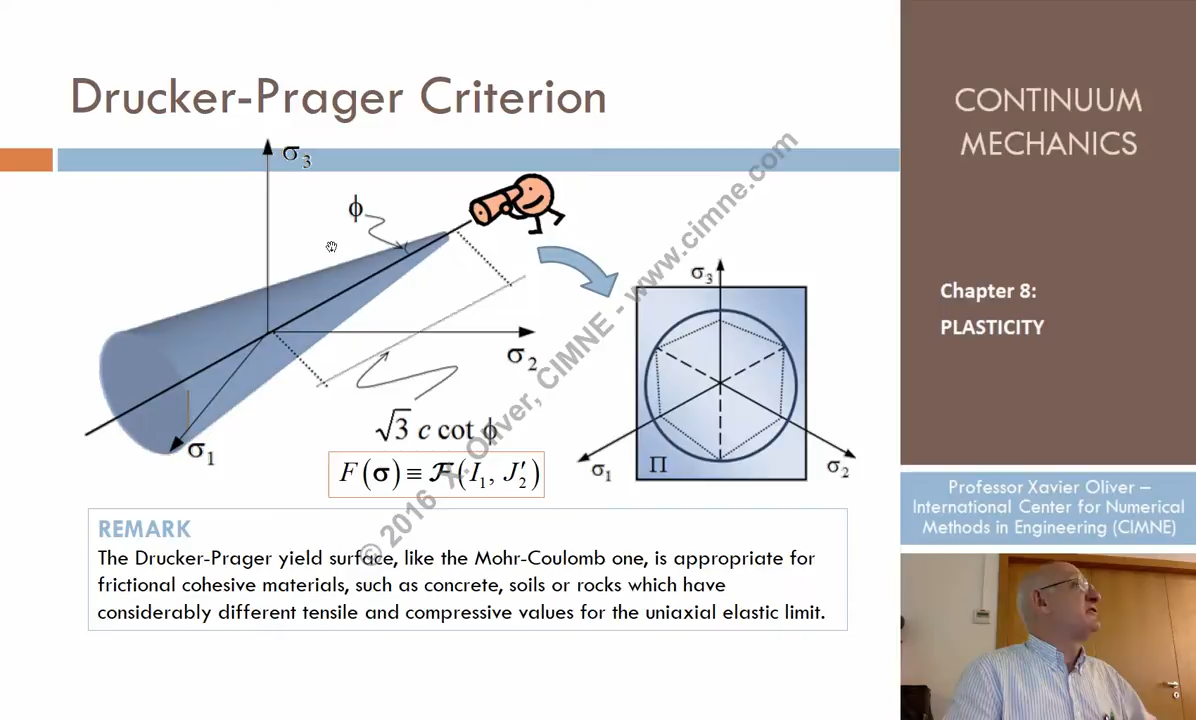 Drucker-Prager Criterion
σ₃
ϕ
σ₂
σ₁
√3 c cot ϕ
F(σ) ≡ ℱ(I₁, J₂′)
σ₃
σ₁
σ₂
Π
REMARK
The Drucker-Prager yield surface, like the Mohr-Coulomb one, is appropriate for
frictional cohesive materials, such as concrete, soils or rocks which have
considerably different tensile and compressive values for the uniaxial elastic limit.
© 2016 X. Oliver, CIMNE - www.cimne.com
CONTINUUM
MECHANICS
Chapter 8:
PLASTICITY
Professor Xavier Oliver –
International Center for Numerical
Methods in Engineering (CIMNE)